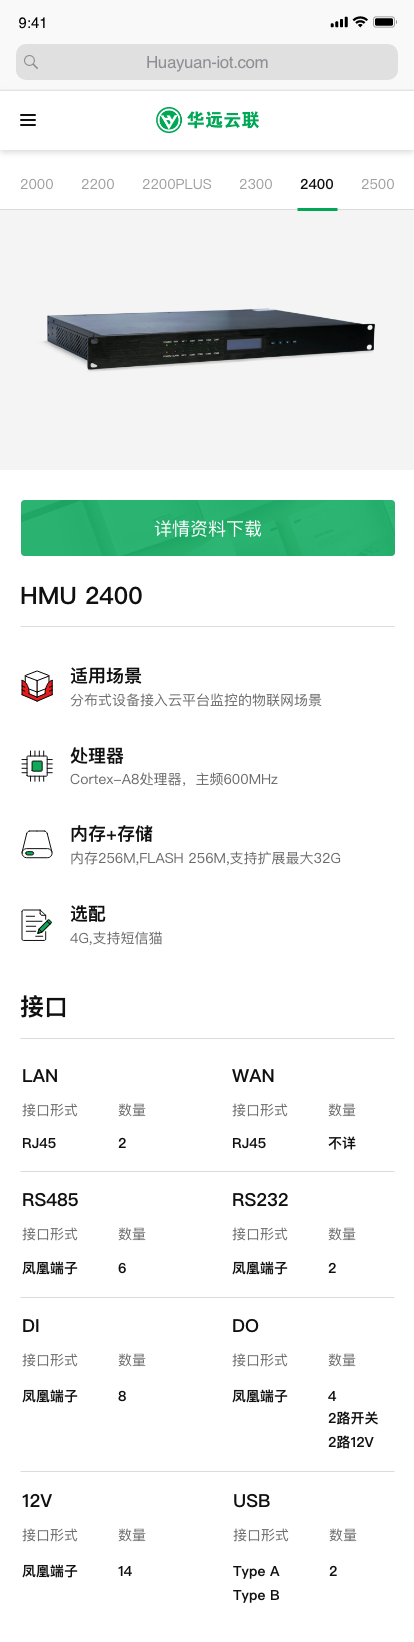 9:41
Huayuan-iot.com
华远云联
2000 2200 2200PLUS 2300 2400 2500
详情资料下载
HMU 2400
适用场景
分布式设备接入云平台监控的物联网场景
处理器
Cortex-A8处理器，主频600MHz
内存+存储
内存256M,FLASH 256M,支持扩展最大32G
选配
4G,支持短信猫
接口
LAN WAN
接口形式 数量 接口形式 数量
RJ45 2 RJ45 不详
RS485 RS232
接口形式 数量 接口形式 数量
凤凰端子 6 凤凰端子 2
DI DO
接口形式 数量 接口形式 数量
凤凰端子 8 凤凰端子 4
2路开关
2路12V
12V USB
接口形式 数量 接口形式 数量
凤凰端子 14 Type A 2
Type B